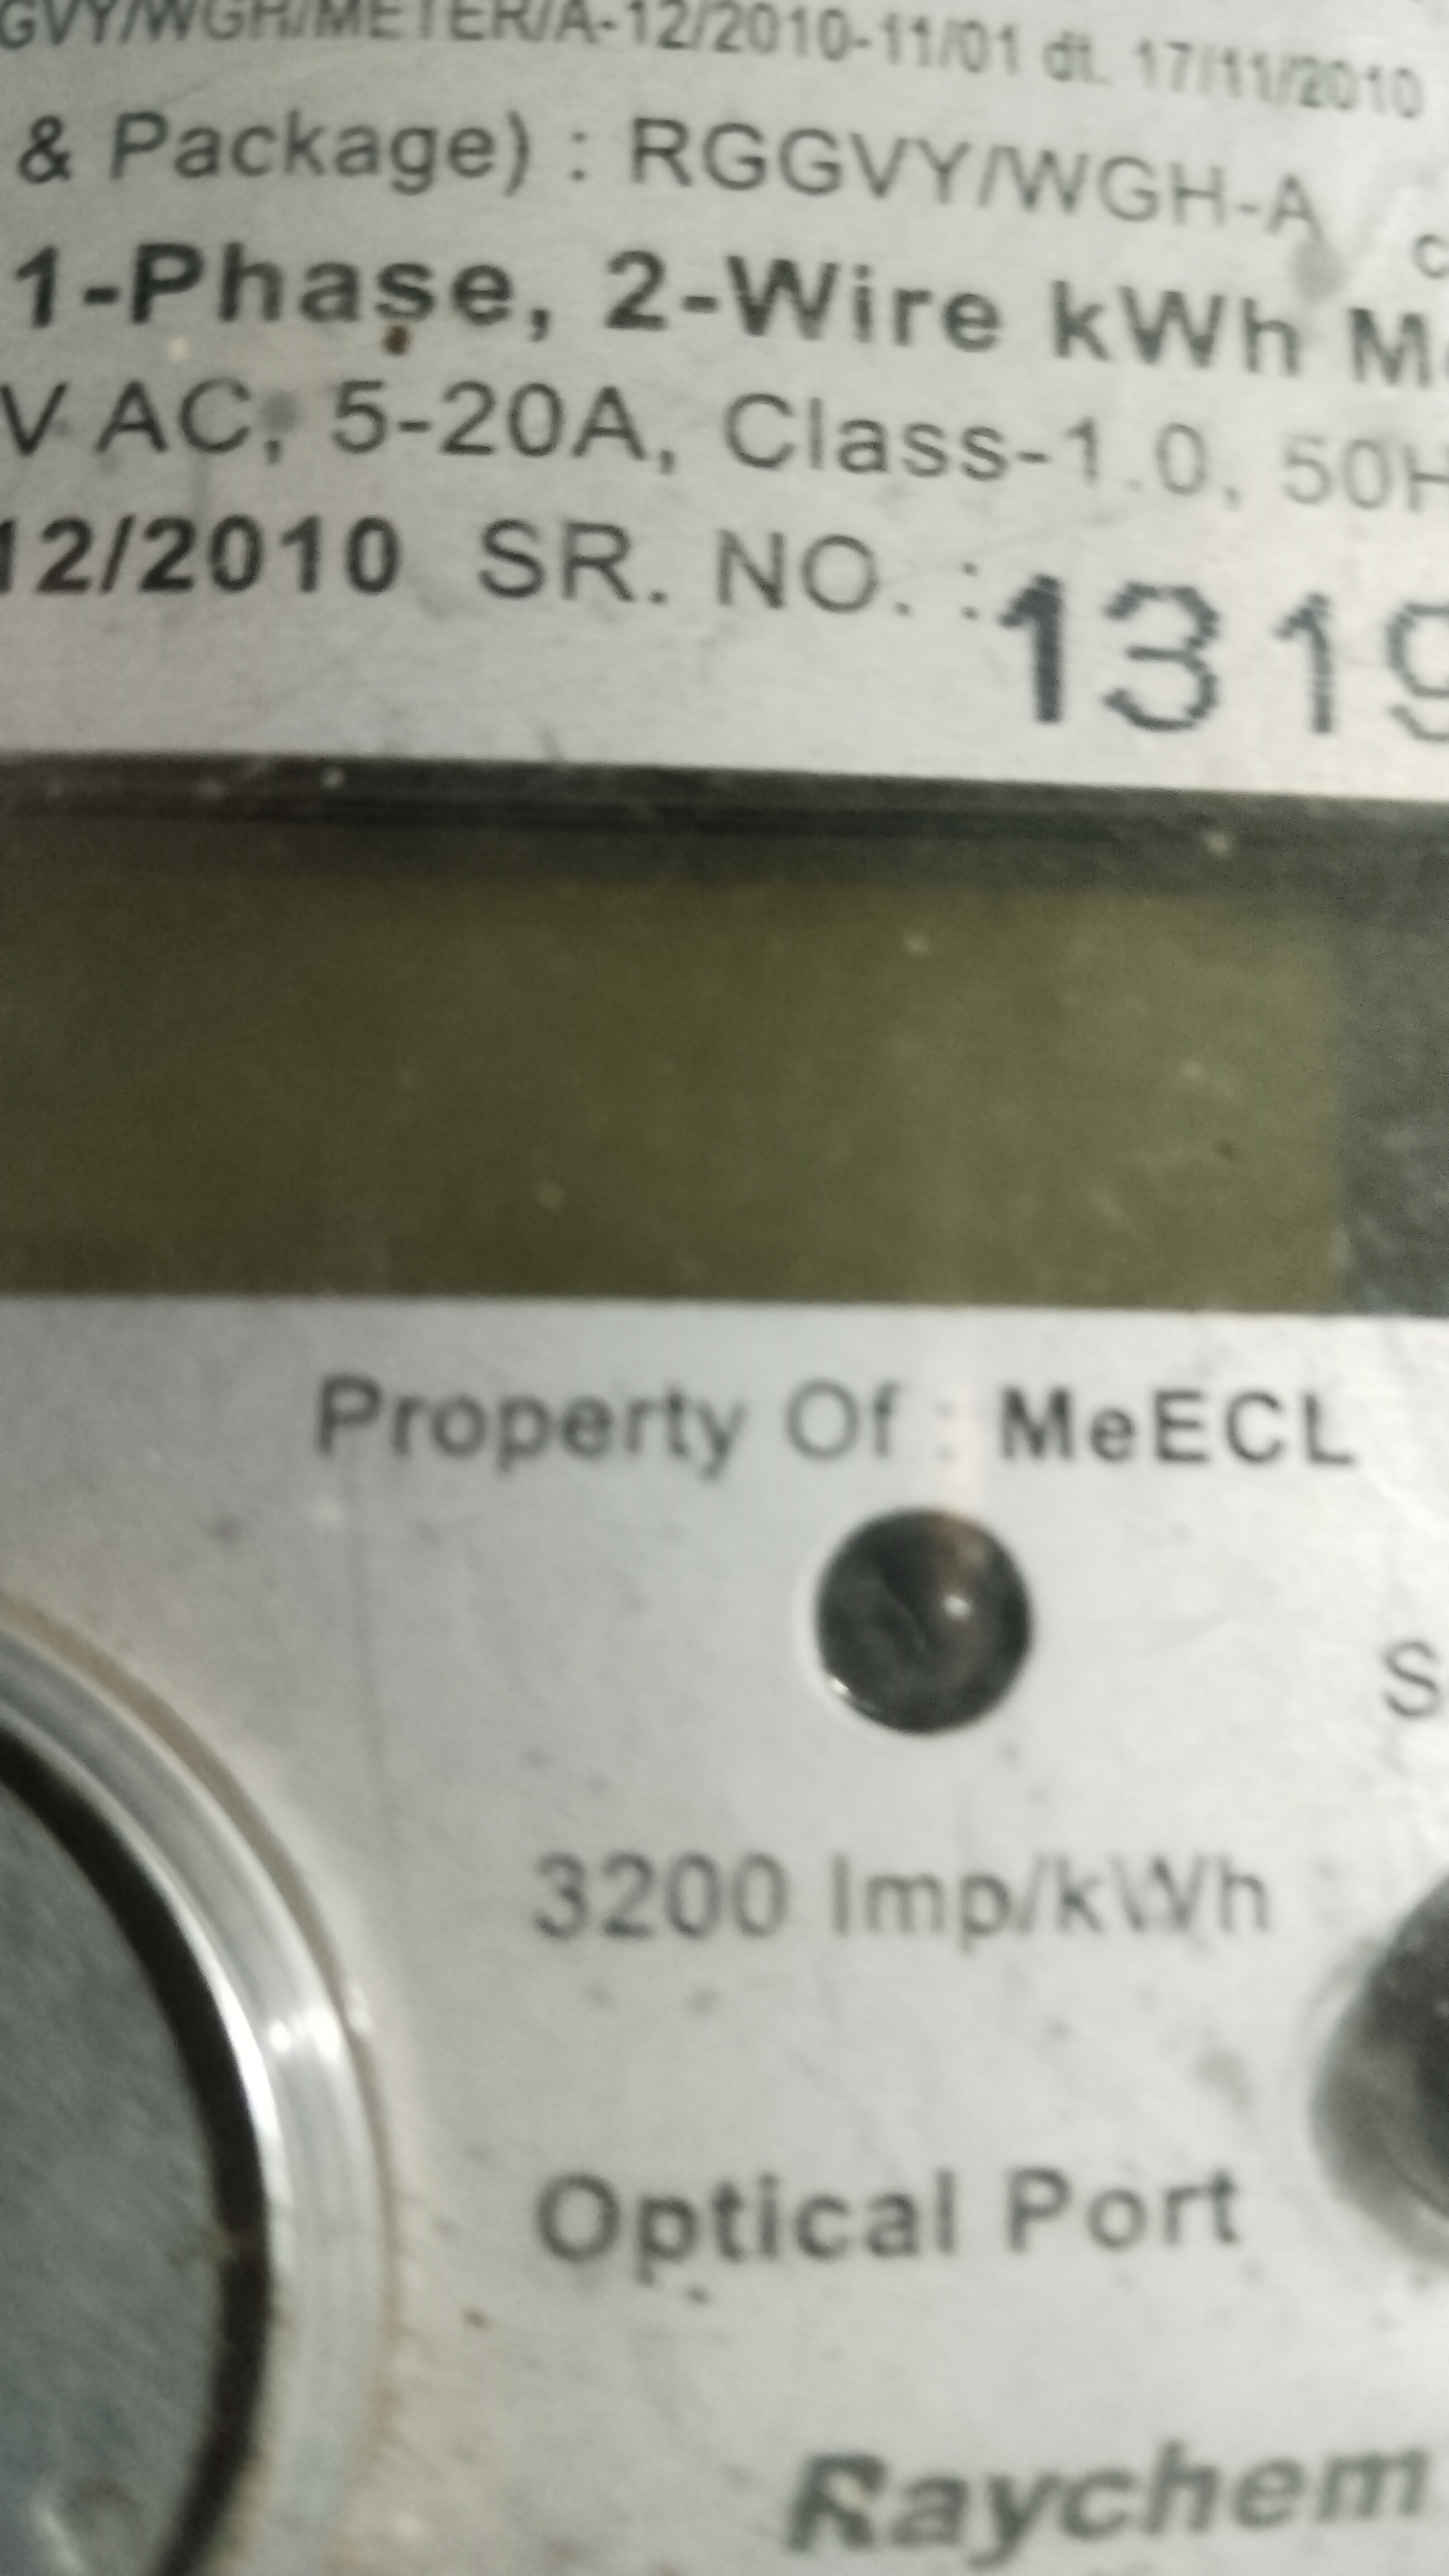 GVY/WGH/METER/A-12/2010-11/01 dt. 17/11/2010
& Package) : RGGVY/WGH-A
1-Phase, 2-Wire kWh
V AC, 5-20A, Class-1.0, 50H
12/2010 SR. NO. : 1319
Property Of : MeECL
S
3200 Imp/kWh
Optical Port
Raychem